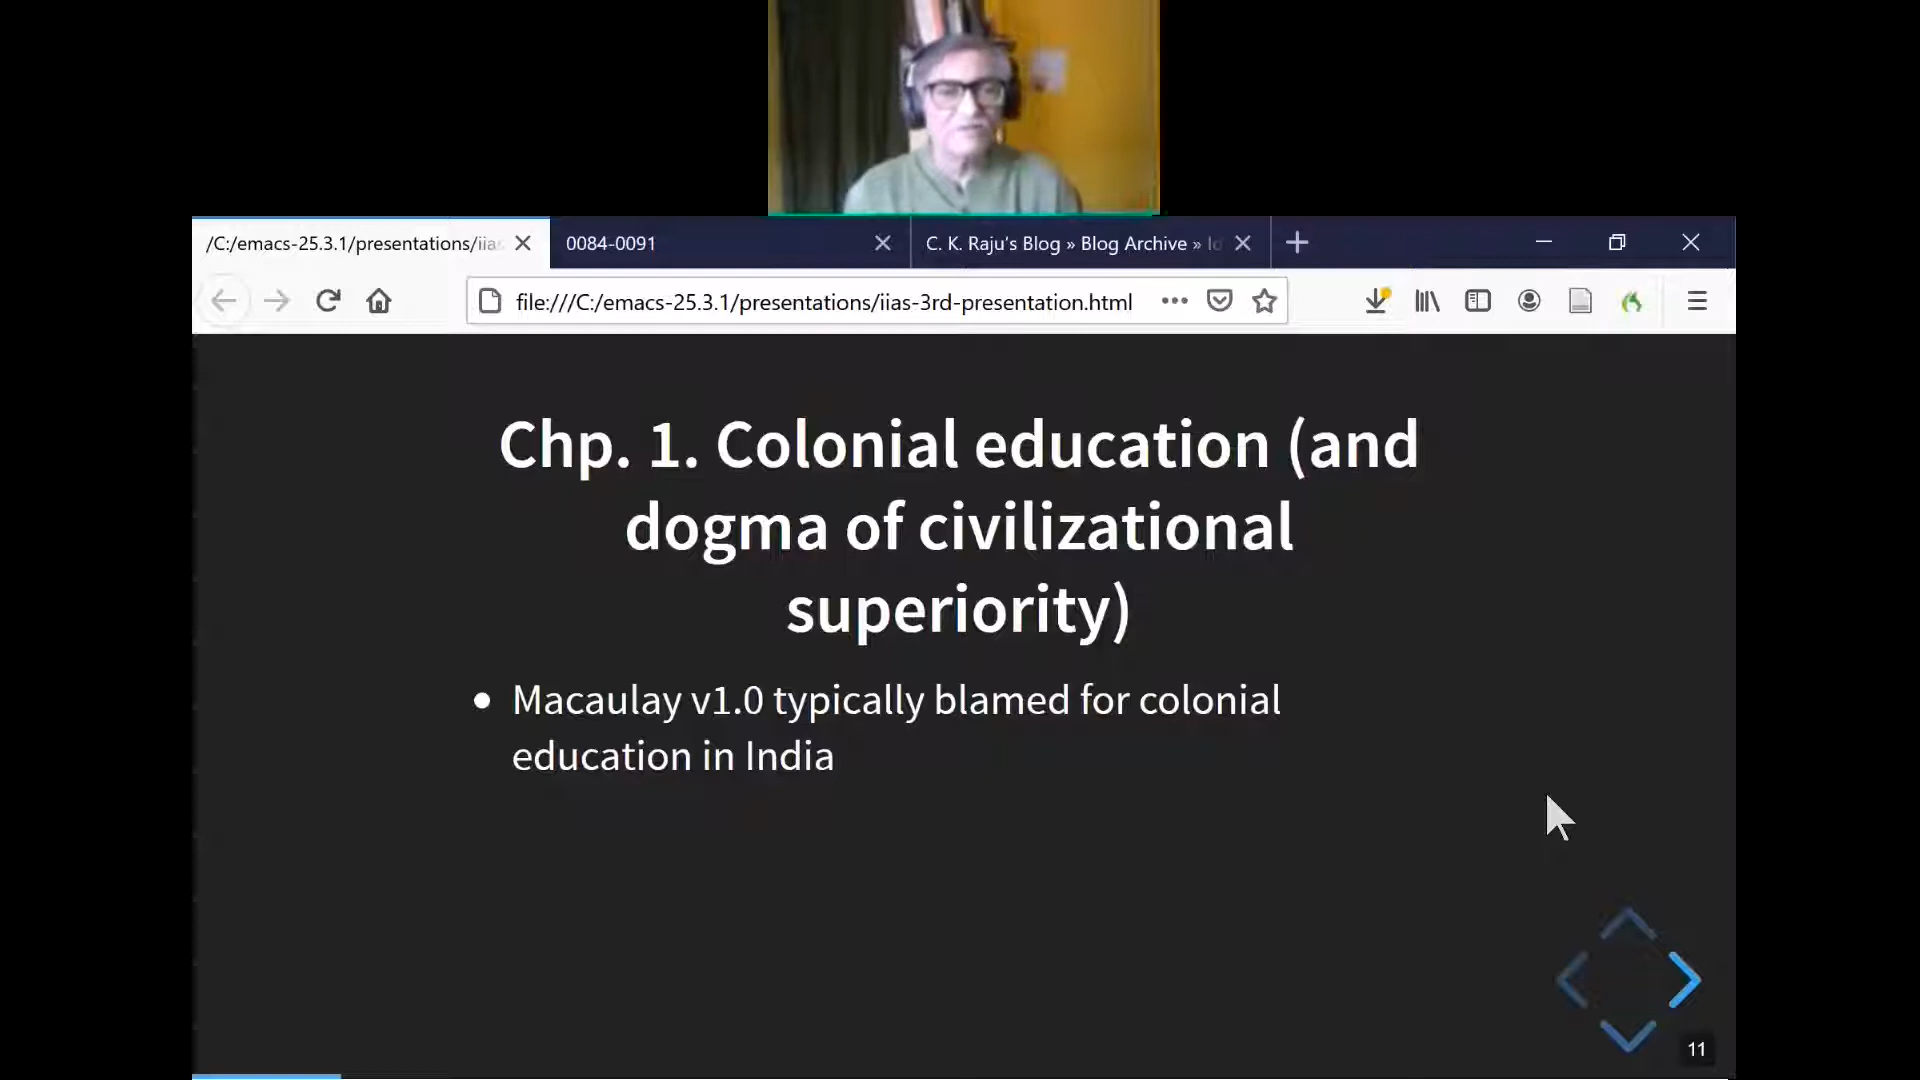 /C:/emacs-25.3.1/presentations/iias
0084-0091
C. K. Raju's Blog » Blog Archive »
file:///C:/emacs-25.3.1/presentations/iias-3rd-presentation.html
Chp. 1. Colonial education (and
dogma of civilizational
superiority)
Macaulay v1.0 typically blamed for colonial
education in India
11